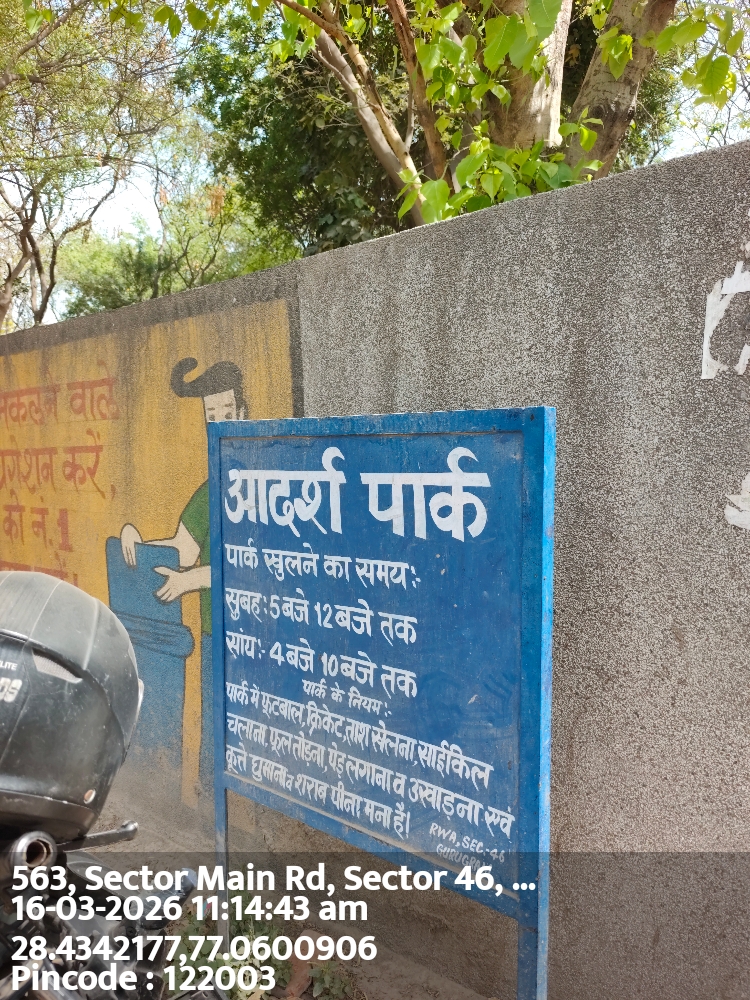 वाले
करें,
को नं. 1
आदर्श पार्क
पार्क खुलने का समय:-
सुबह:- 5 बजे 12 बजे तक
सांय:- 4 बजे 10 बजे तक
पार्क के नियम:-
पार्क में फुटबाल, क्रिकेट, ताश खेलना, साईकिल
चलाना, फूल तोड़ना, पेड़ लगाना व उखाड़ना एवं
कूत्ते घुमाना व शराब पीना मना है।
RWA, SEC.-46
563, Sector Main Rd, Sector 46, ...
16-03-2026 11:14:43 am
28.4342177,77.0600906
Pincode : 122003